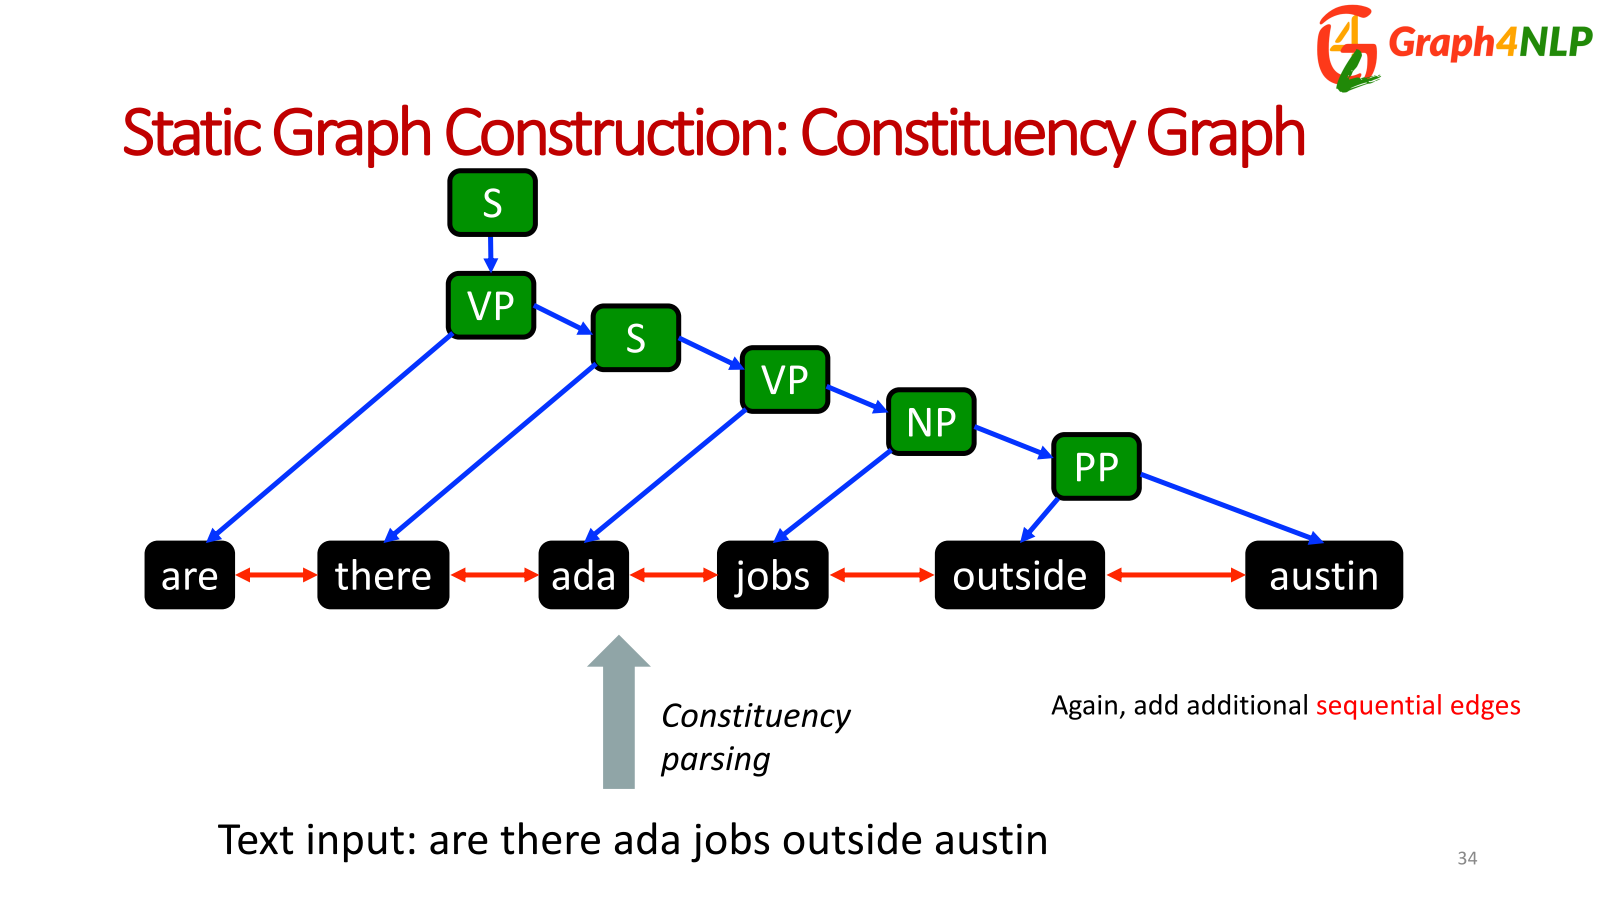 Graph4NLP
Static Graph Construction: Constituency Graph
S
VP
S
VP
NP
PP
are there ada jobs outside austin
Again, add additional sequential edges
Constituency
parsing
Text input: are there ada jobs outside austin
34